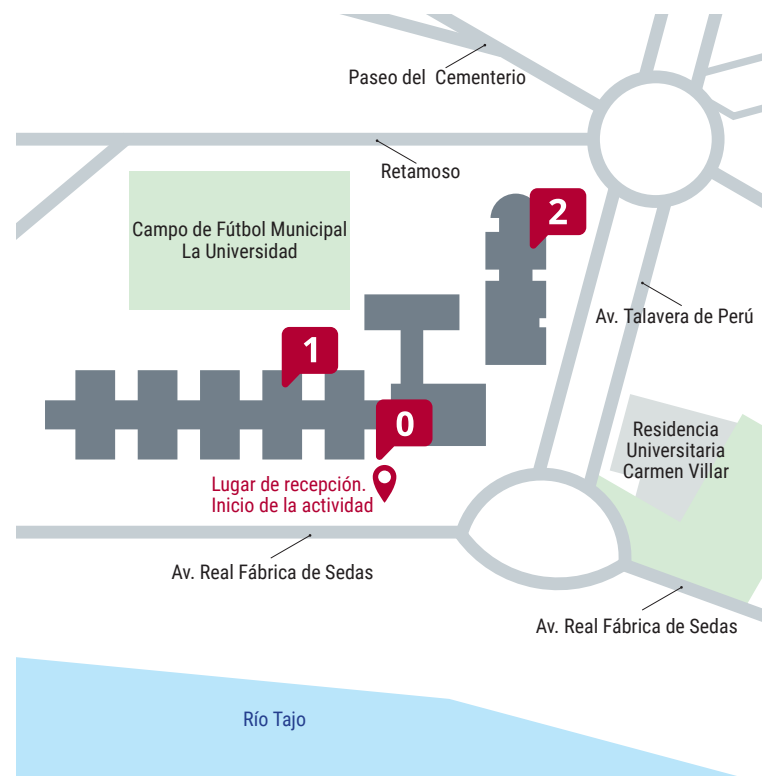 Paseo del Cementerio
Retamoso
2
Campo de Fútbol Municipal
La Universidad
Av. Talavera de Perú
1
0
Residencia
Universitaria
Carmen Villar
Lugar de recepción.
Inicio de la actividad
Av. Real Fábrica de Sedas
Av. Real Fábrica de Sedas
Río Tajo